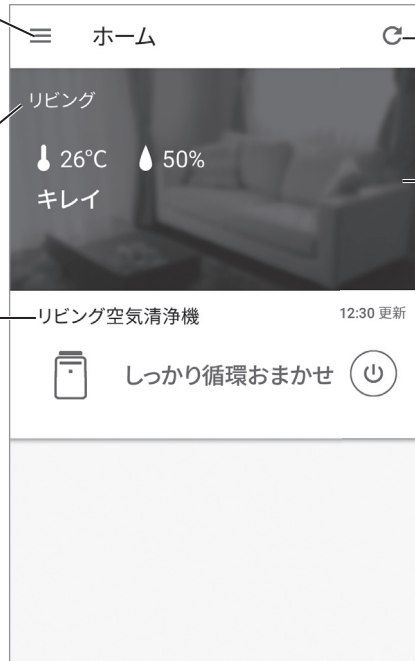 ホーム
リビング
26°C 50%
キレイ
リビング空気清浄機 12:30 更新
しっかり循環おまかせ